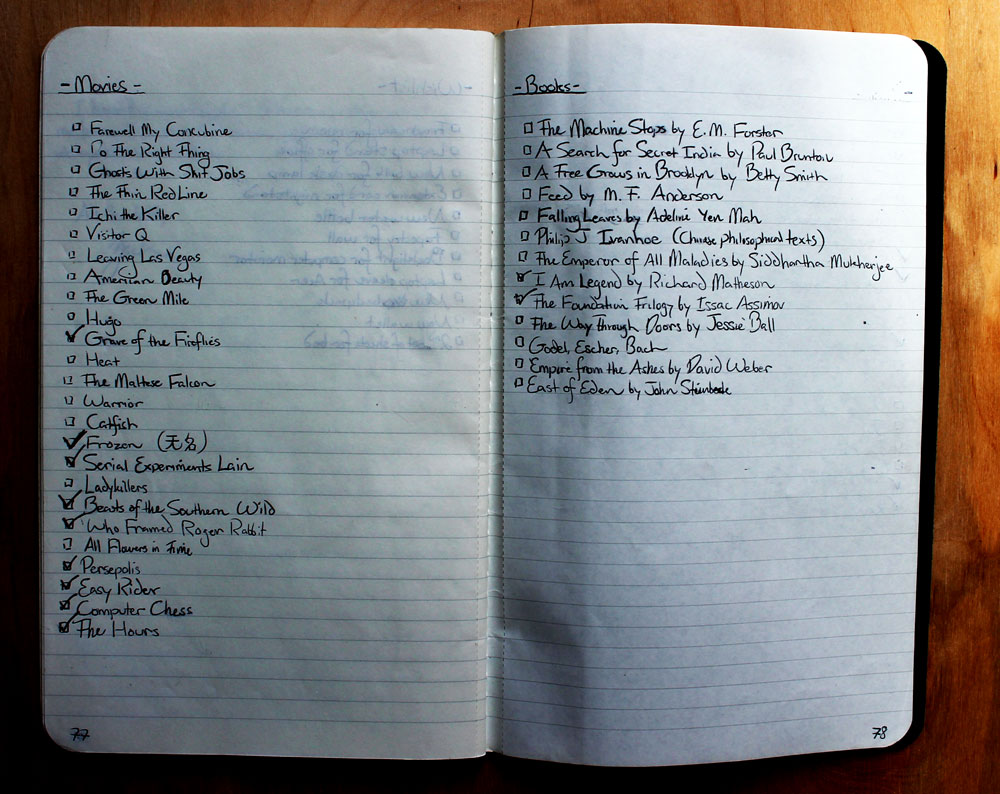 - Movies -
Farewell My Concubine
Do The Right Thing
Ghosts With Shit Jobs
The Thin Red Line
Ichi the Killer
Visitor Q
Leaving Las Vegas
American Beauty
The Green Mile
Hugo
Grave of the Fireflies
Heat
The Maltese Falcon
Warrior
Catfish
Frozen (无名)
Serial Experiments Lain
Ladykillers
Beasts of the Southern Wild
Who Framed Roger Rabbit
All Flowers in Time
Persepolis
Easy Rider
Computer Chess
The Hours
77
- Books -
The Machine Stops by E.M. Forster
A Search for Secret India by Paul Brunton
A Tree Grows in Brooklyn by Betty Smith
Feed by M. T. Anderson
Falling Leaves by Adeline Yen Mah
Philip J Ivanhoe (Chinese philosophical texts)
The Emperor of All Maladies by Siddhartha Mukherjee
I Am Legend by Richard Matheson
The Foundation Trilogy by Issac Assimov
The Way Through Doors by Jessie Ball
Godel, Escher, Bach
Empire from the Ashes by David Weber
East of Eden by John Steinbeck
78